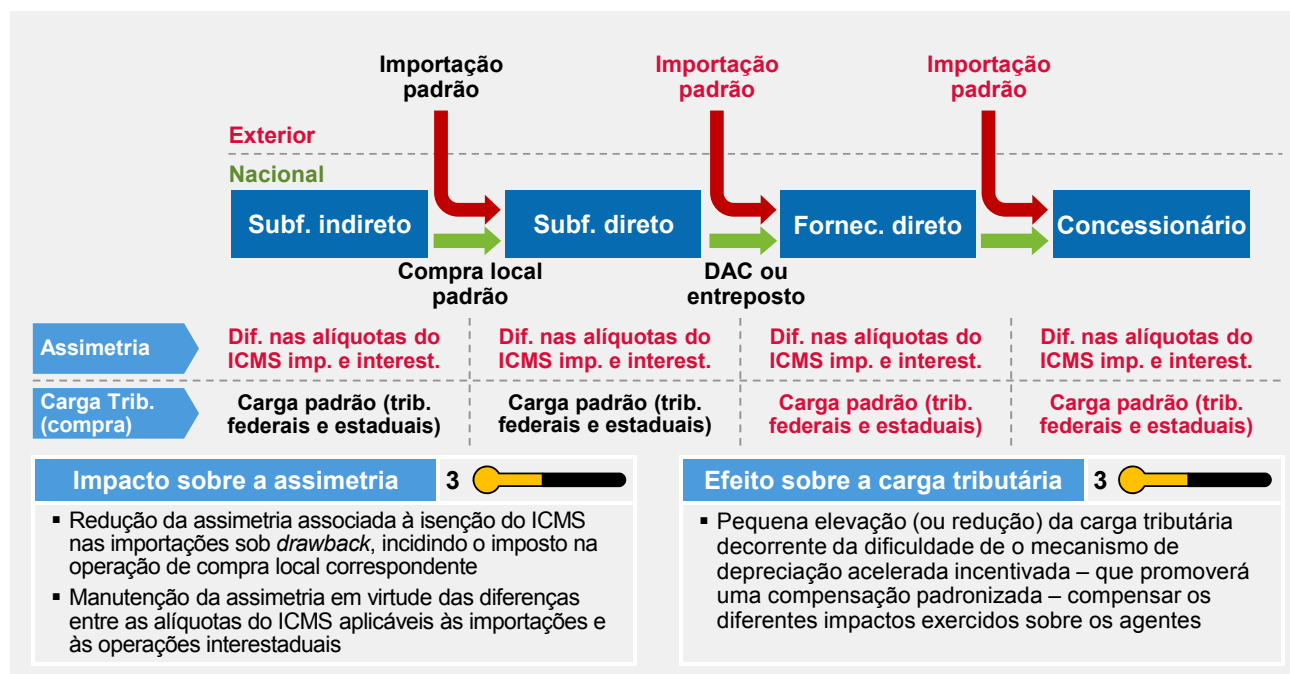 Importação
padrão
Importação
padrão
Importação
padrão
Exterior
Nacional
Subf. indireto
Subf. direto
Fornec. direto
Concessionário
Compra local
padrão
DAC ou
entreposto
Assimetria
Dif. nas alíquotas do
ICMS imp. e interest.
Dif. nas alíquotas do
ICMS imp. e interest.
Dif. nas alíquotas do
ICMS imp. e interest.
Dif. nas alíquotas do
ICMS imp. e interest.
Carga Trib.
(compra)
Carga padrão (trib.
federais e estaduais)
Carga padrão (trib.
federais e estaduais)
Carga padrão (trib.
federais e estaduais)
Carga padrão (trib.
federais e estaduais)
Impacto sobre a assimetria
3
▪ Redução da assimetria associada à isenção do ICMS
nas importações sob drawback, incidindo o imposto na
operação de compra local correspondente
▪ Manutenção da assimetria em virtude das diferenças
entre as alíquotas do ICMS aplicáveis às importações e
às operações interestaduais
Efeito sobre a carga tributária
3
▪ Pequena elevação (ou redução) da carga tributária
decorrente da dificuldade de o mecanismo de
depreciação acelerada incentivada – que promoverá
uma compensação padronizada – compensar os
diferentes impactos exercidos sobre os agentes